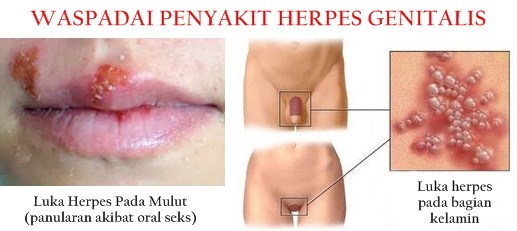 WASPADAI PENYAKIT HERPES GENITALIS
Luka Herpes Pada Mulut
(panularan akibat oral seks)
Luka herpes
pada bagian
kelamin